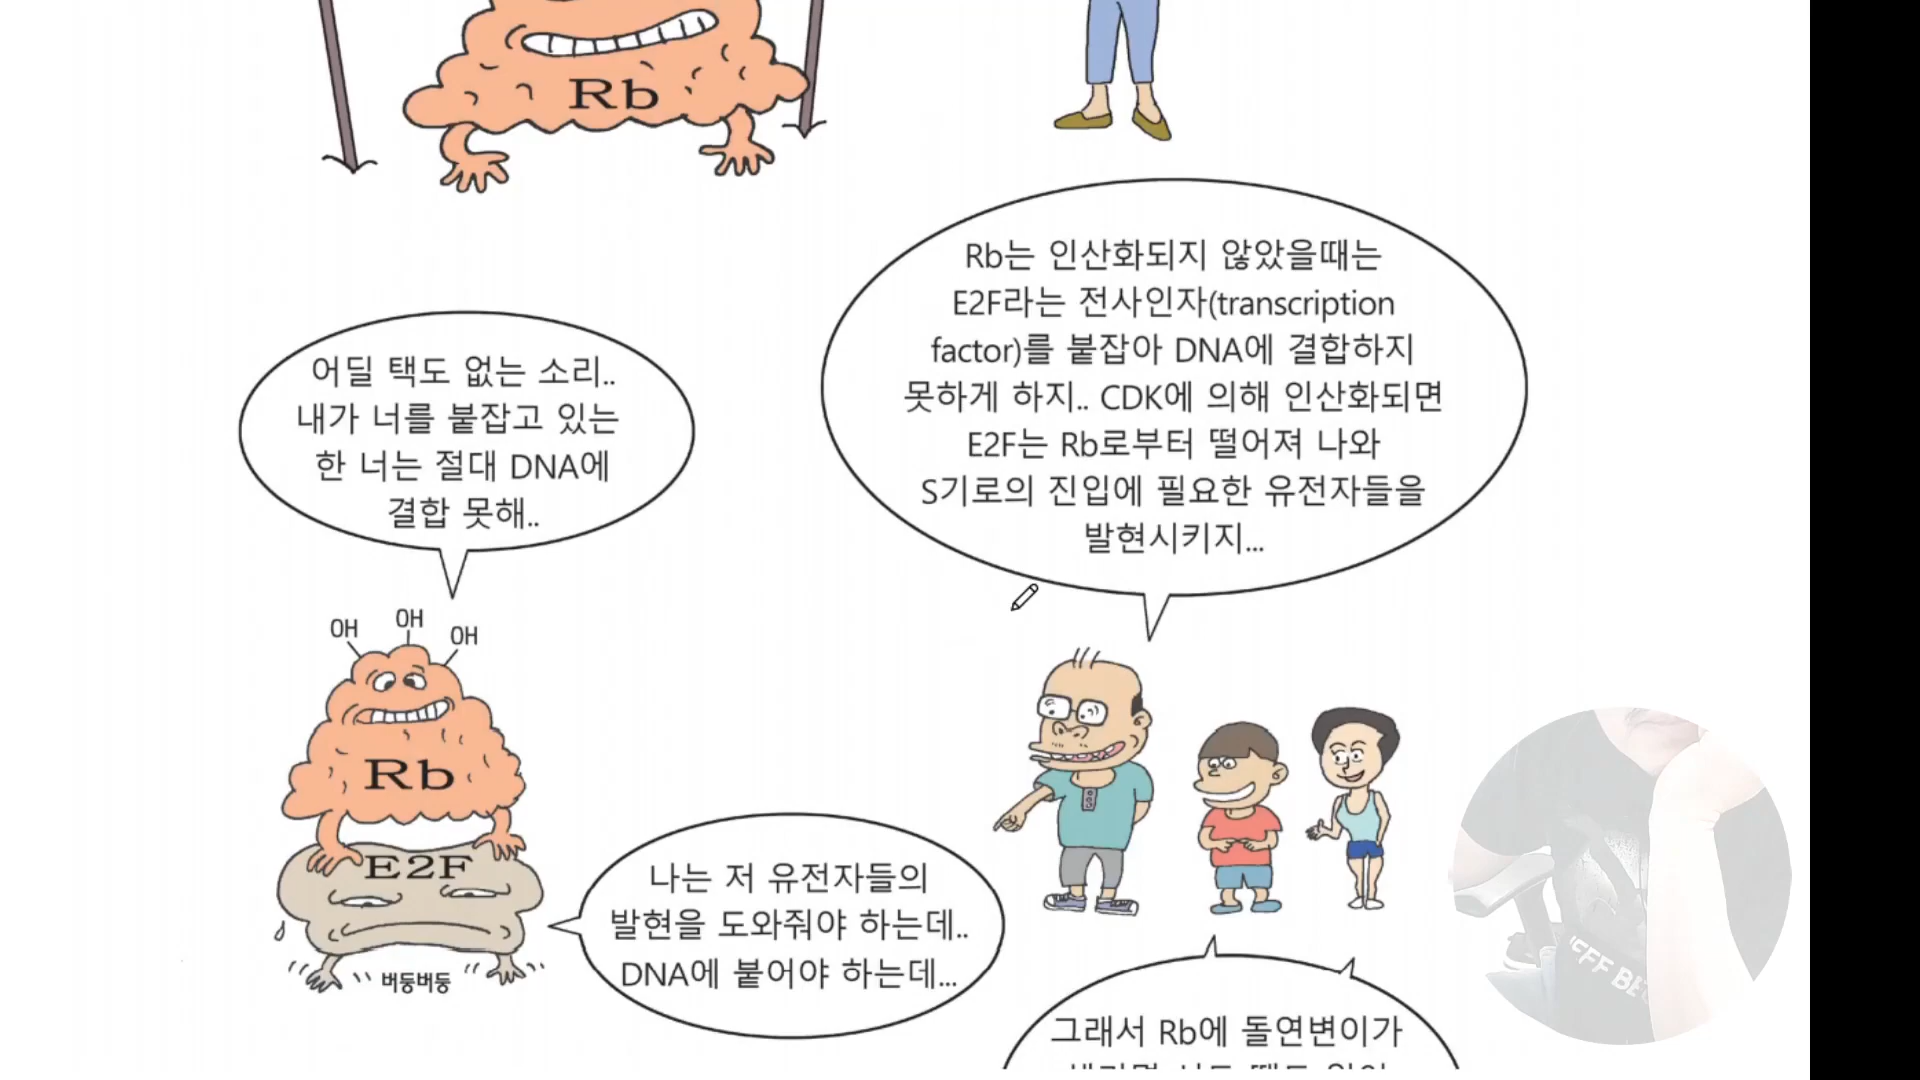 Rb
Rb는 인산화되지 않았을때는
E2F라는 전사인자(transcription
factor)를 붙잡아 DNA에 결합하지
못하게 하지.. CDK에 의해 인산화되면
E2F는 Rb로부터 떨어져 나와
S기로의 진입에 필요한 유전자들을
발현시키지...
어딜 택도 없는 소리..
내가 너를 붙잡고 있는
한 너는 절대 DNA에
결합 못해..
OH OH OH
Rb
E2F
버둥버둥
나는 저 유전자들의
발현을 도와줘야 하는데..
DNA에 붙어야 하는데...
그래서 Rb에 돌연변이가